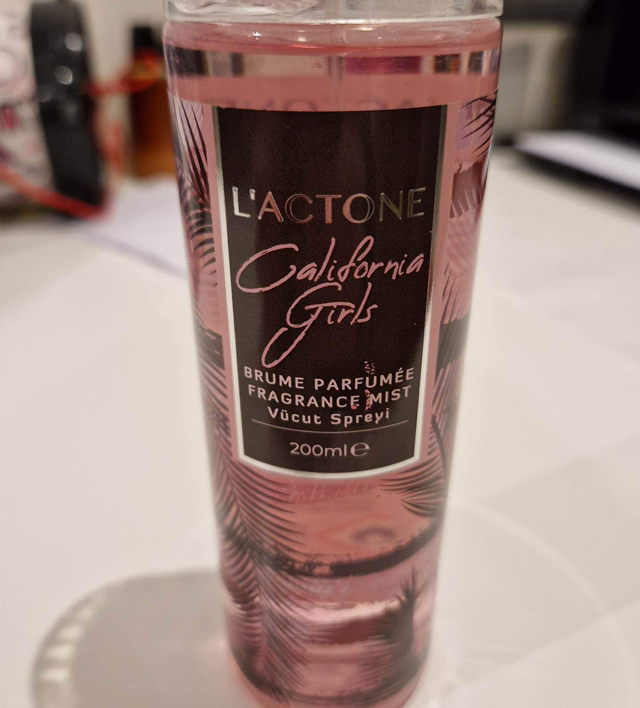 L'ACTONE
California
Girls
BRUME PARFUMÉE
FRAGRANCE MIST
Vücut Spreyi
200ml ℮